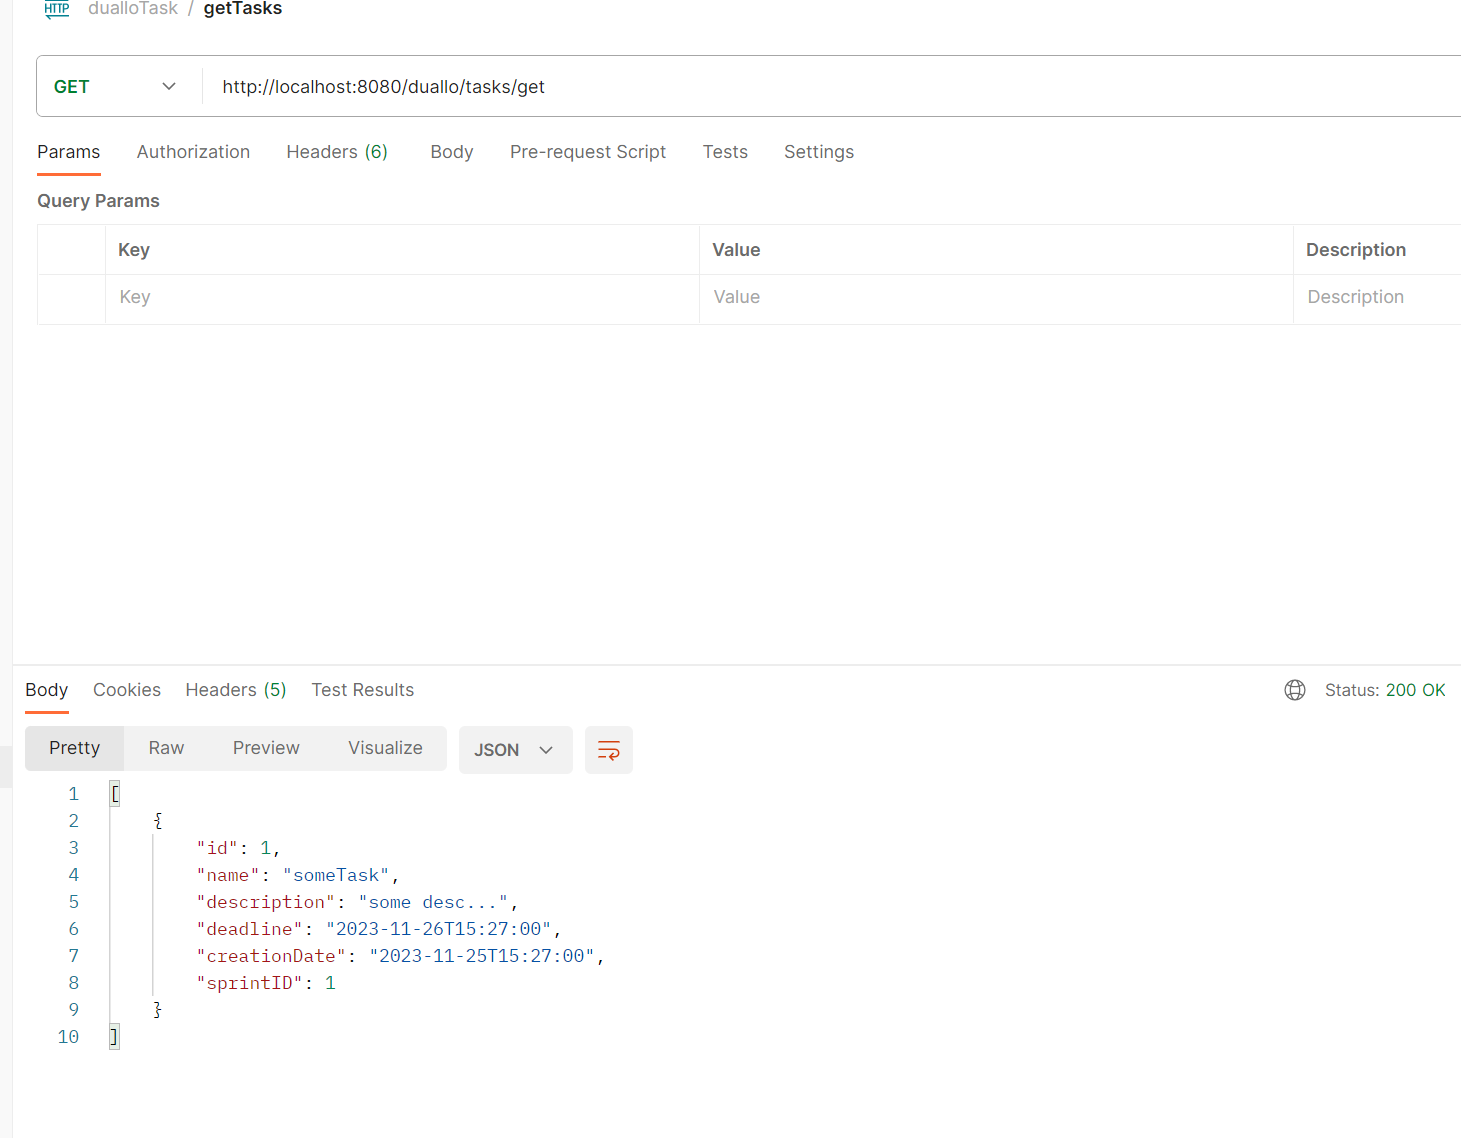 HTTP dualloTask / getTasks
GET http://localhost:8080/duallo/tasks/get
Params Authorization Headers (6) Body Pre-request Script Tests Settings
Query Params
Key Value Description
Key Value Description
Body Cookies Headers (5) Test Results Status: 200 OK
Pretty Raw Preview Visualize JSON
1 [
2 {
3 "id": 1,
4 "name": "someTask",
5 "description": "some desc...",
6 "deadline": "2023-11-26T15:27:00",
7 "creationDate": "2023-11-25T15:27:00",
8 "sprintID": 1
9 }
10 ]